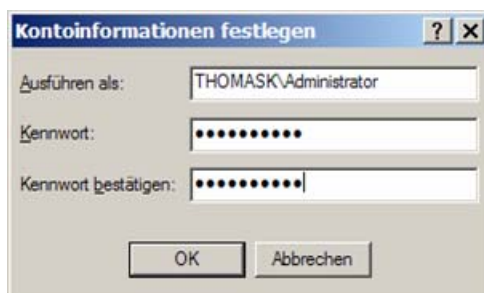 Kontoinformationen festlegen
Ausführen als: THOMASK\Administrator
Kennwort: ••••••••••
Kennwort bestätigen: ••••••••••
OK Abbrechen